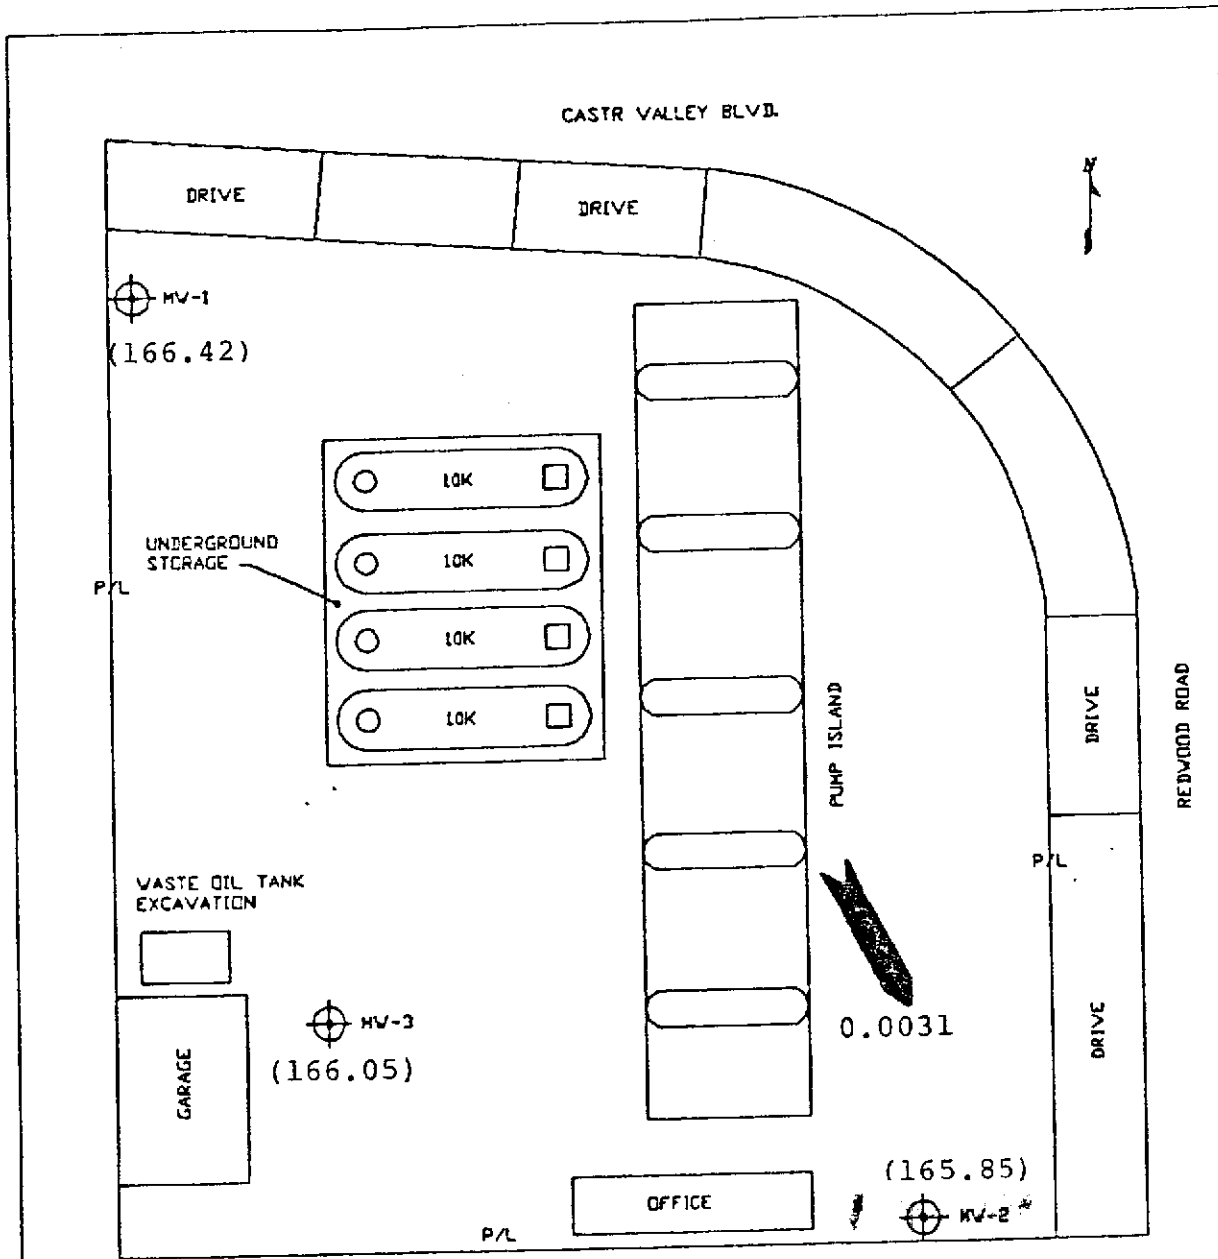 CASTR VALLEY BLVD.
DRIVE
DRIVE
N
MW-1
(166.42)
10K
UNDERGROUND
STORAGE
10K
P/L
10K
10K
PUMP ISLAND
DRIVE
REDWOOD ROAD
P/L
WASTE OIL TANK
EXCAVATION
MW-3
(166.05)
0.0031
DRIVE
GARAGE
(165.85)
OFFICE
MW-2
P/L